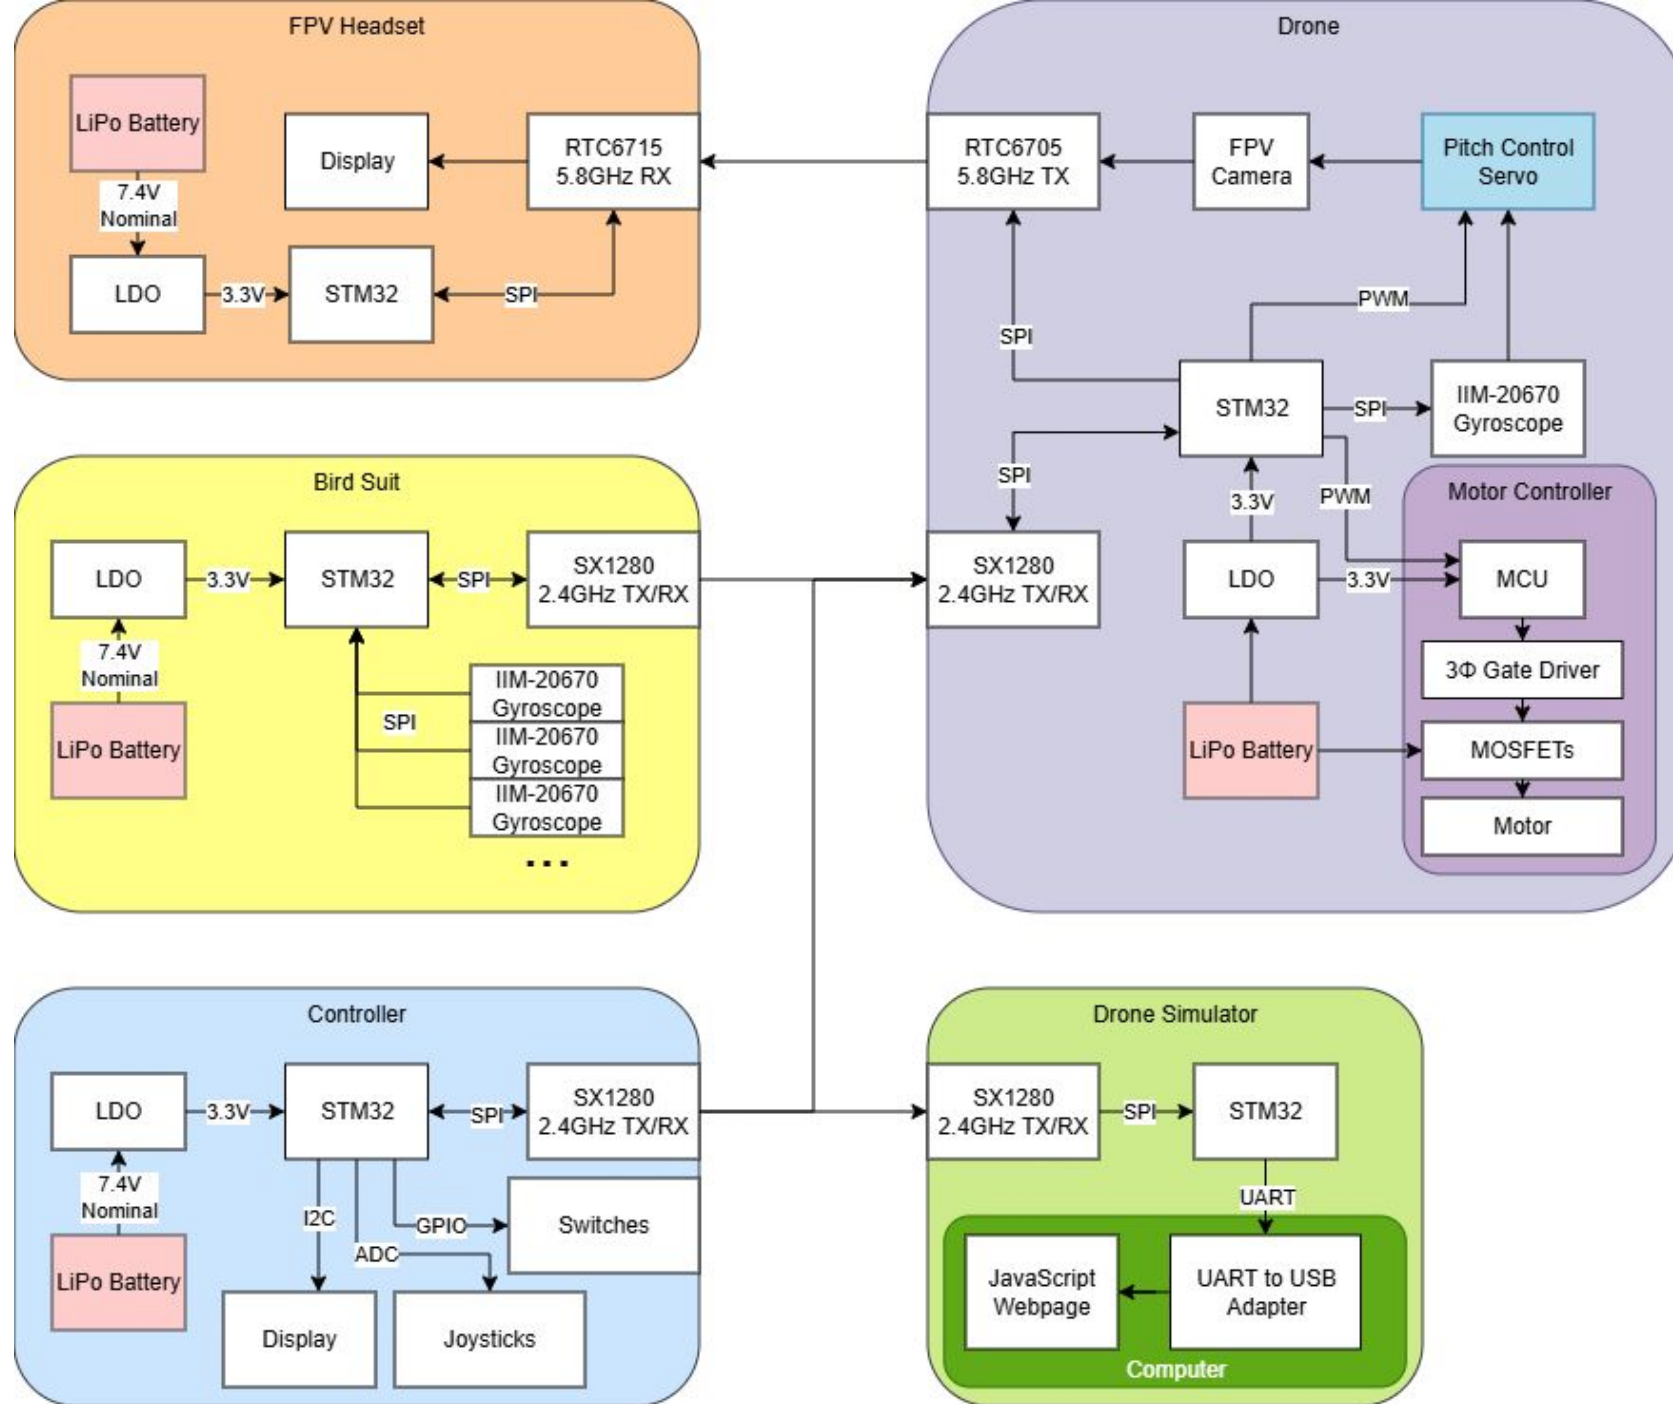 FPV Headset
LiPo Battery
7.4V
Nominal
LDO
3.3V
STM32
SPI
Display
RTC6715
5.8GHz RX
Drone
RTC6705
5.8GHz TX
FPV
Camera
Pitch Control
Servo
PWM
SPI
STM32
SPI
IIM-20670
Gyroscope
SPI
3.3V
PWM
SX1280
2.4GHz TX/RX
LDO
3.3V
LiPo Battery
Motor Controller
MCU
3Φ Gate Driver
MOSFETs
Motor
Bird Suit
LDO
3.3V
STM32
SPI
SX1280
2.4GHz TX/RX
7.4V
Nominal
LiPo Battery
SPI
IIM-20670
Gyroscope
IIM-20670
Gyroscope
IIM-20670
Gyroscope
...
Controller
LDO
3.3V
STM32
SPI
SX1280
2.4GHz TX/RX
7.4V
Nominal
LiPo Battery
I2C
ADC
GPIO
Switches
Display
Joysticks
Drone Simulator
SX1280
2.4GHz TX/RX
SPI
STM32
UART
JavaScript
Webpage
UART to USB
Adapter
Computer